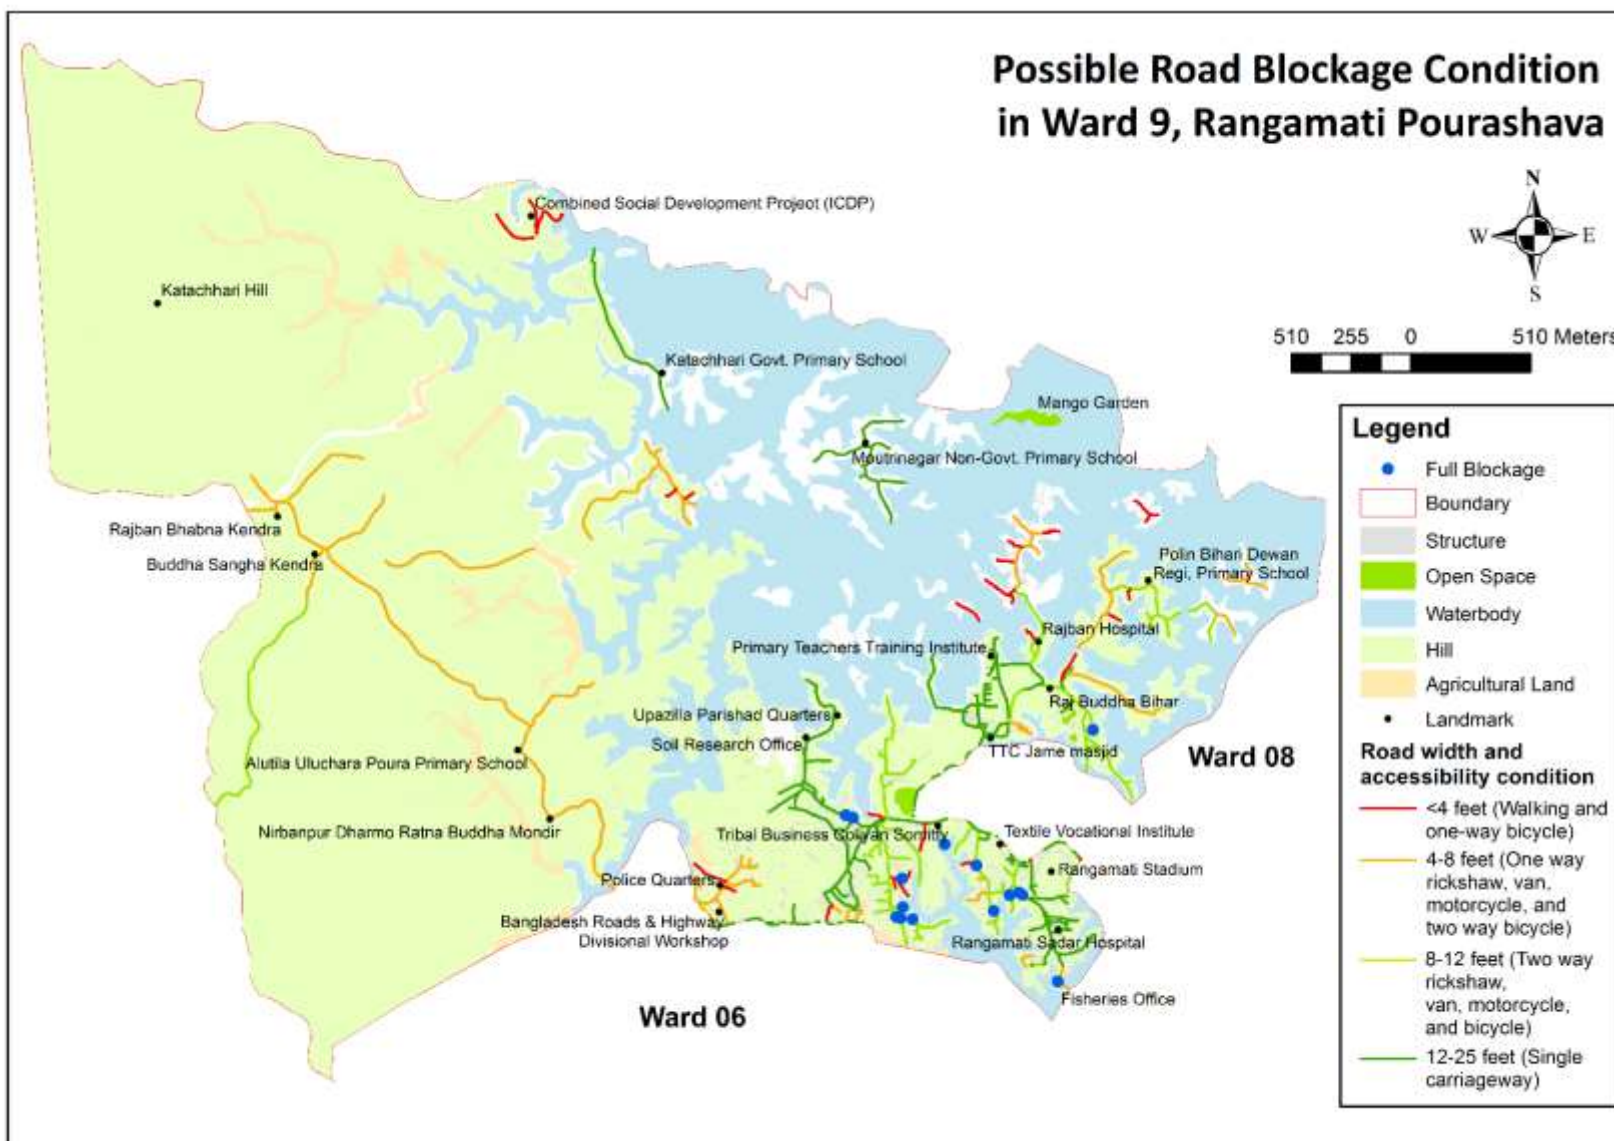 Possible Road Blockage Condition
in Ward 9, Rangamati Pourashava
N
W
E
S
510 255 0 510 Meters
Combined Social Development Project (ICDP)
Katachhari Hill
Katachhari Govt. Primary School
Mango Garden
Moutrinagar Non-Govt. Primary School
Rajban Bhabna Kendra
Buddha Sangha Kendra
Polin Bihari Dewan
Regi, Primary School
Rajban Hospital
Primary Teachers Training Institute
Raj Buddha Bihar
Upazilla Parishad Quarters
Soil Research Office
TTC Jame masjid
Ward 08
Alutila Uluchara Poura Primary School
Nirbanpur Dharmo Ratna Buddha Mondir
Tribal Business Colayan Somitty
Textile Vocational Institute
Rangamati Stadium
Police Quarters
Bangladesh Roads & Highway
Divisional Workshop
Rangamati Sadar Hospital
Fisheries Office
Ward 06
Legend
Full Blockage
Boundary
Structure
Open Space
Waterbody
Hill
Agricultural Land
Landmark
Road width and
accessibility condition
<4 feet (Walking and
one-way bicycle)
4-8 feet (One way
rickshaw, van,
motorcycle, and
two way bicycle)
8-12 feet (Two way
rickshaw,
van, motorcycle,
and bicycle)
12-25 feet (Single
carriageway)